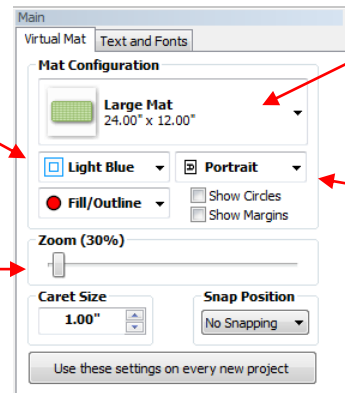 Main
Virtual Mat Text and Fonts
Mat Configuration
Large Mat
24.00" x 12.00"
Light Blue R Portrait
Fill/Outline Show Circles
Show Margins
Zoom (30%)
Caret Size Snap Position
1.00" No Snapping
Use these settings on every new project